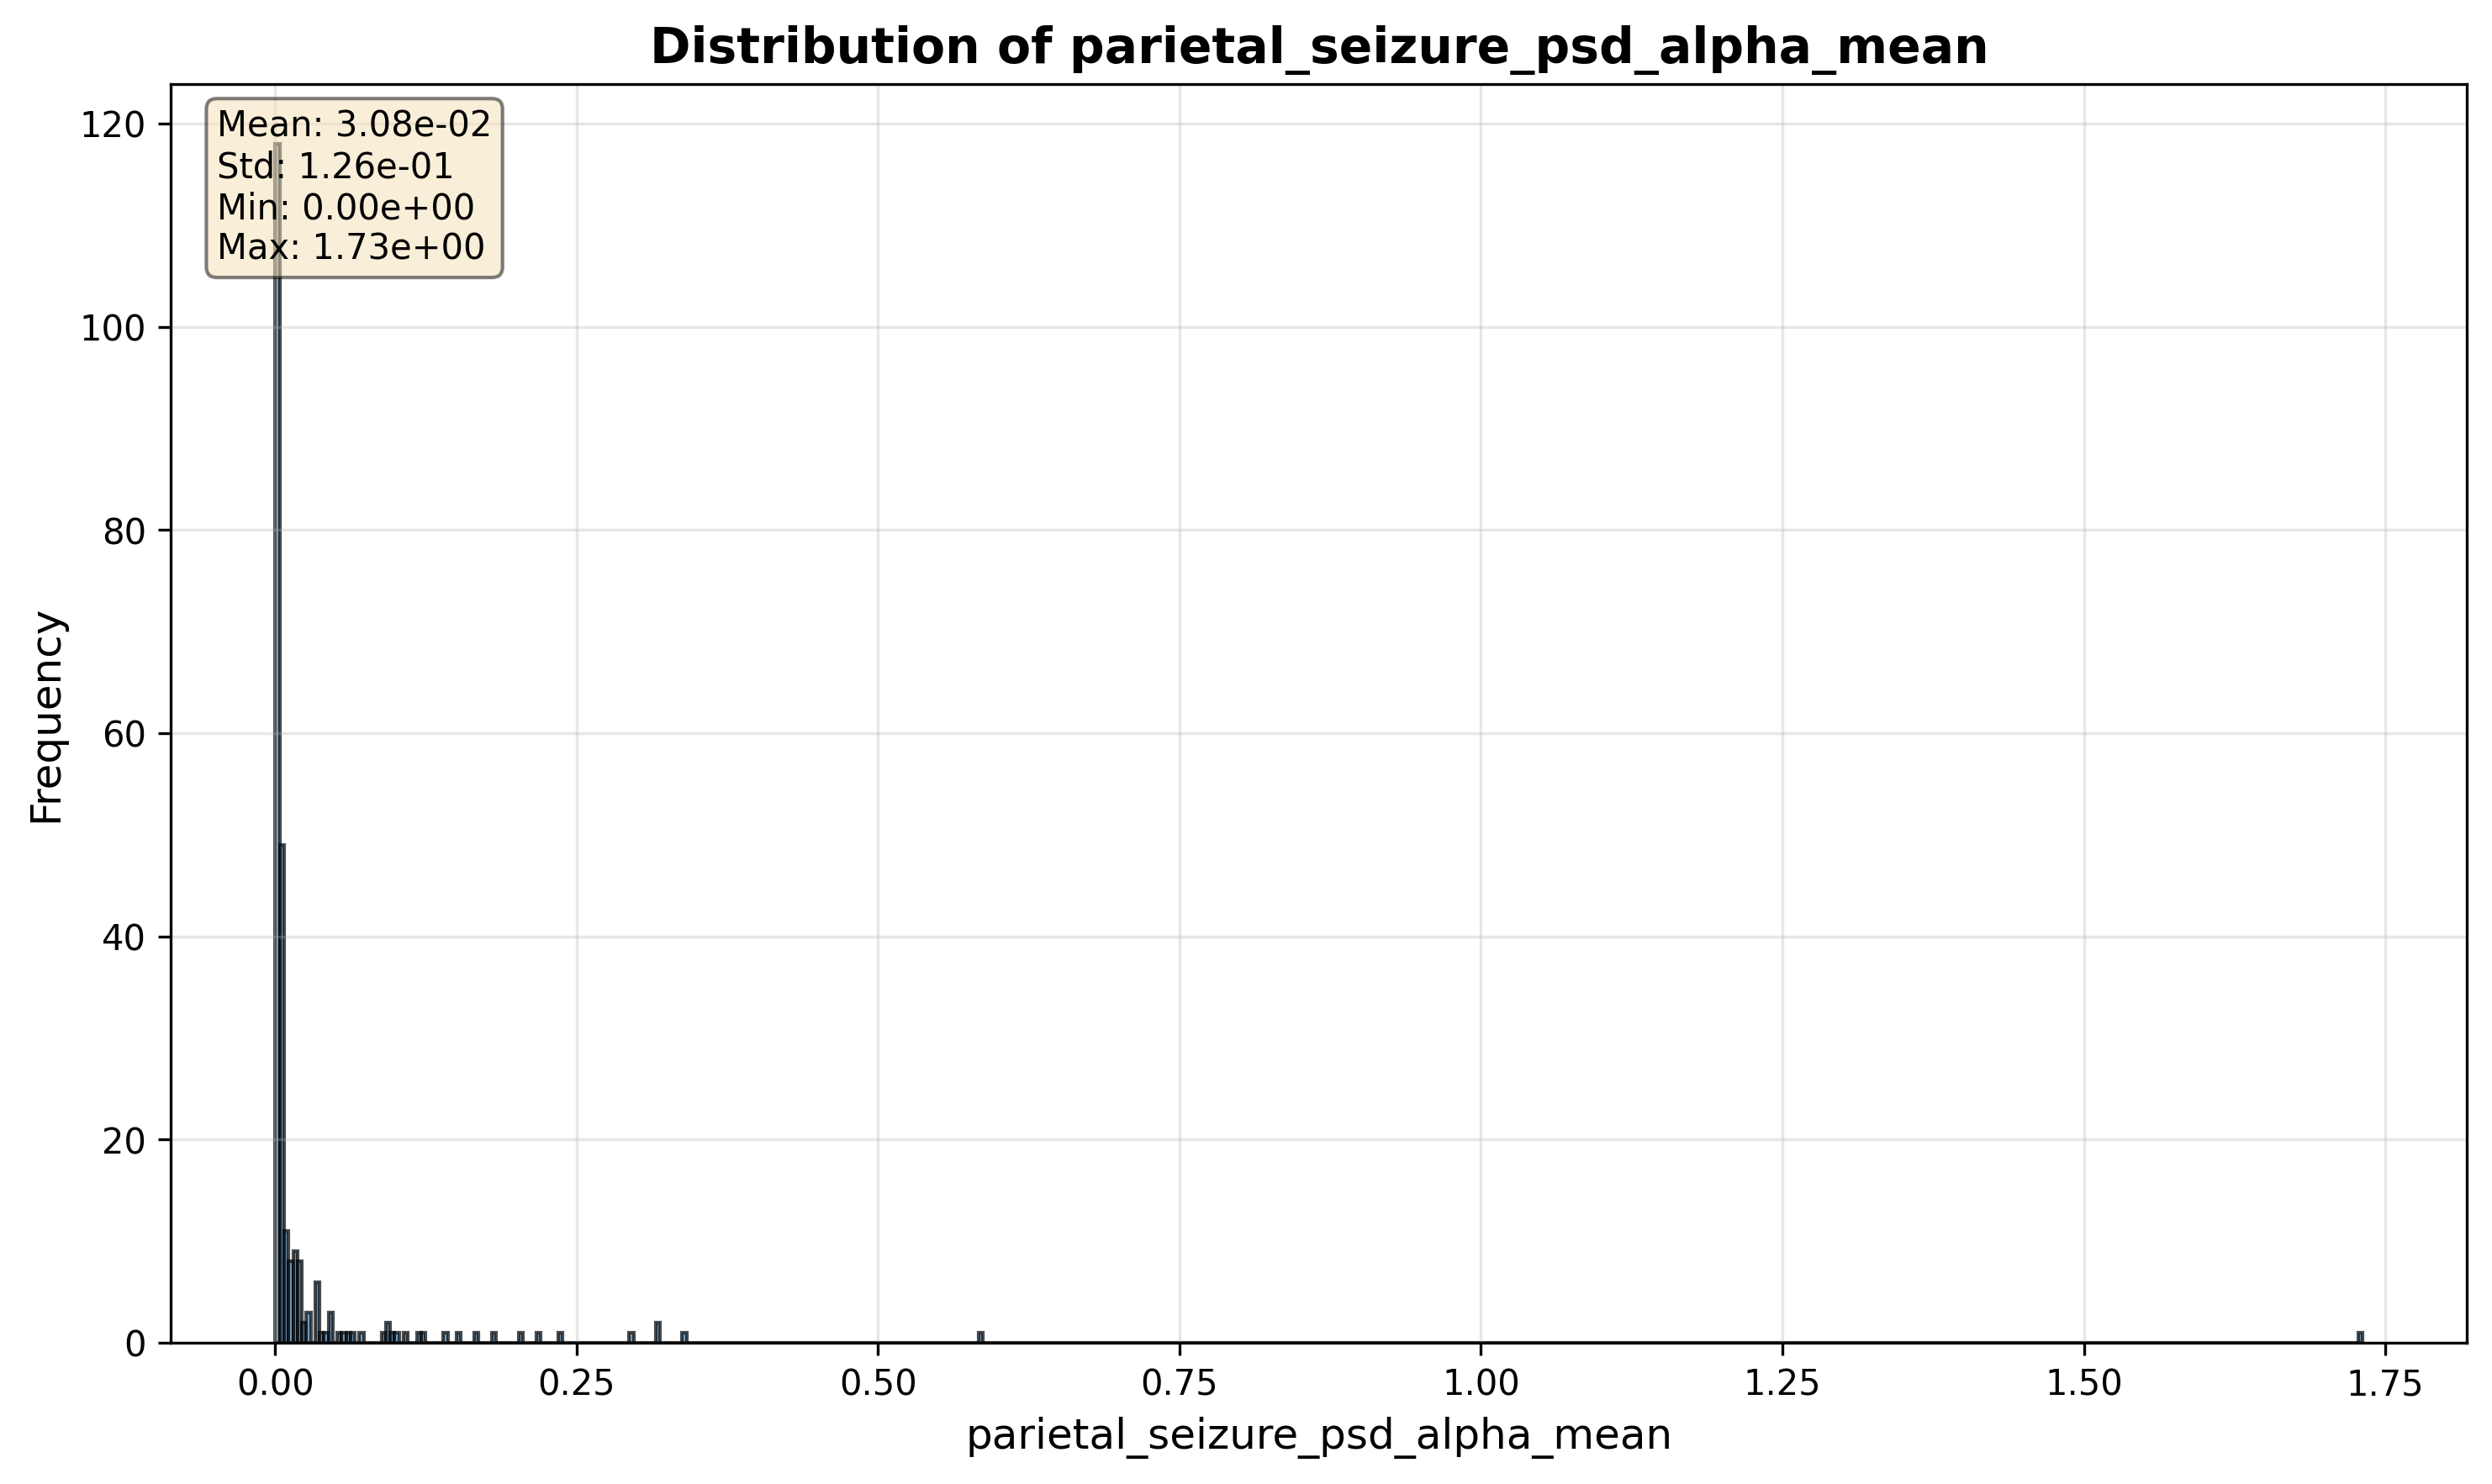 Distribution of parietal_seizure_psd_alpha_mean
Mean: 3.08e-02
Std: 1.26e-01
Min: 0.00e+00
Max: 1.73e+00
120
100
80
60
40
20
0
Frequency
0.00 0.25 0.50 0.75 1.00 1.25 1.50 1.75
parietal_seizure_psd_alpha_mean